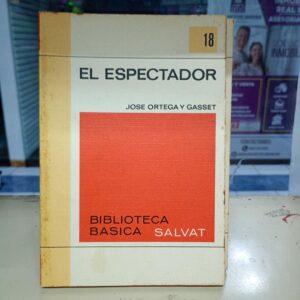 18
EL ESPECTADOR
JOSE ORTEGA Y GASSET
BIBLIOTECA
BASICA SALVAT